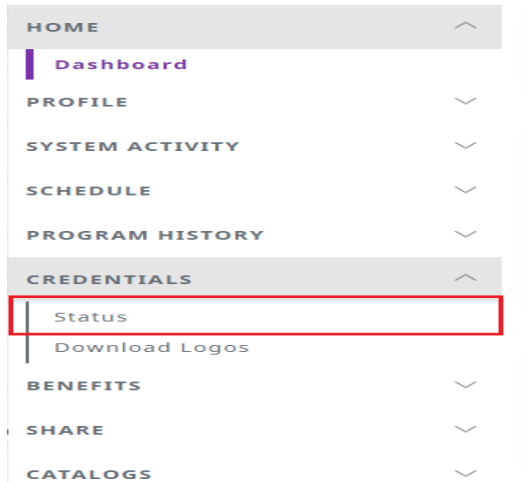 HOME
Dashboard
PROFILE
SYSTEM ACTIVITY
SCHEDULE
PROGRAM HISTORY
CREDENTIALS
Status
Download Logos
BENEFITS
SHARE
CATALOGS